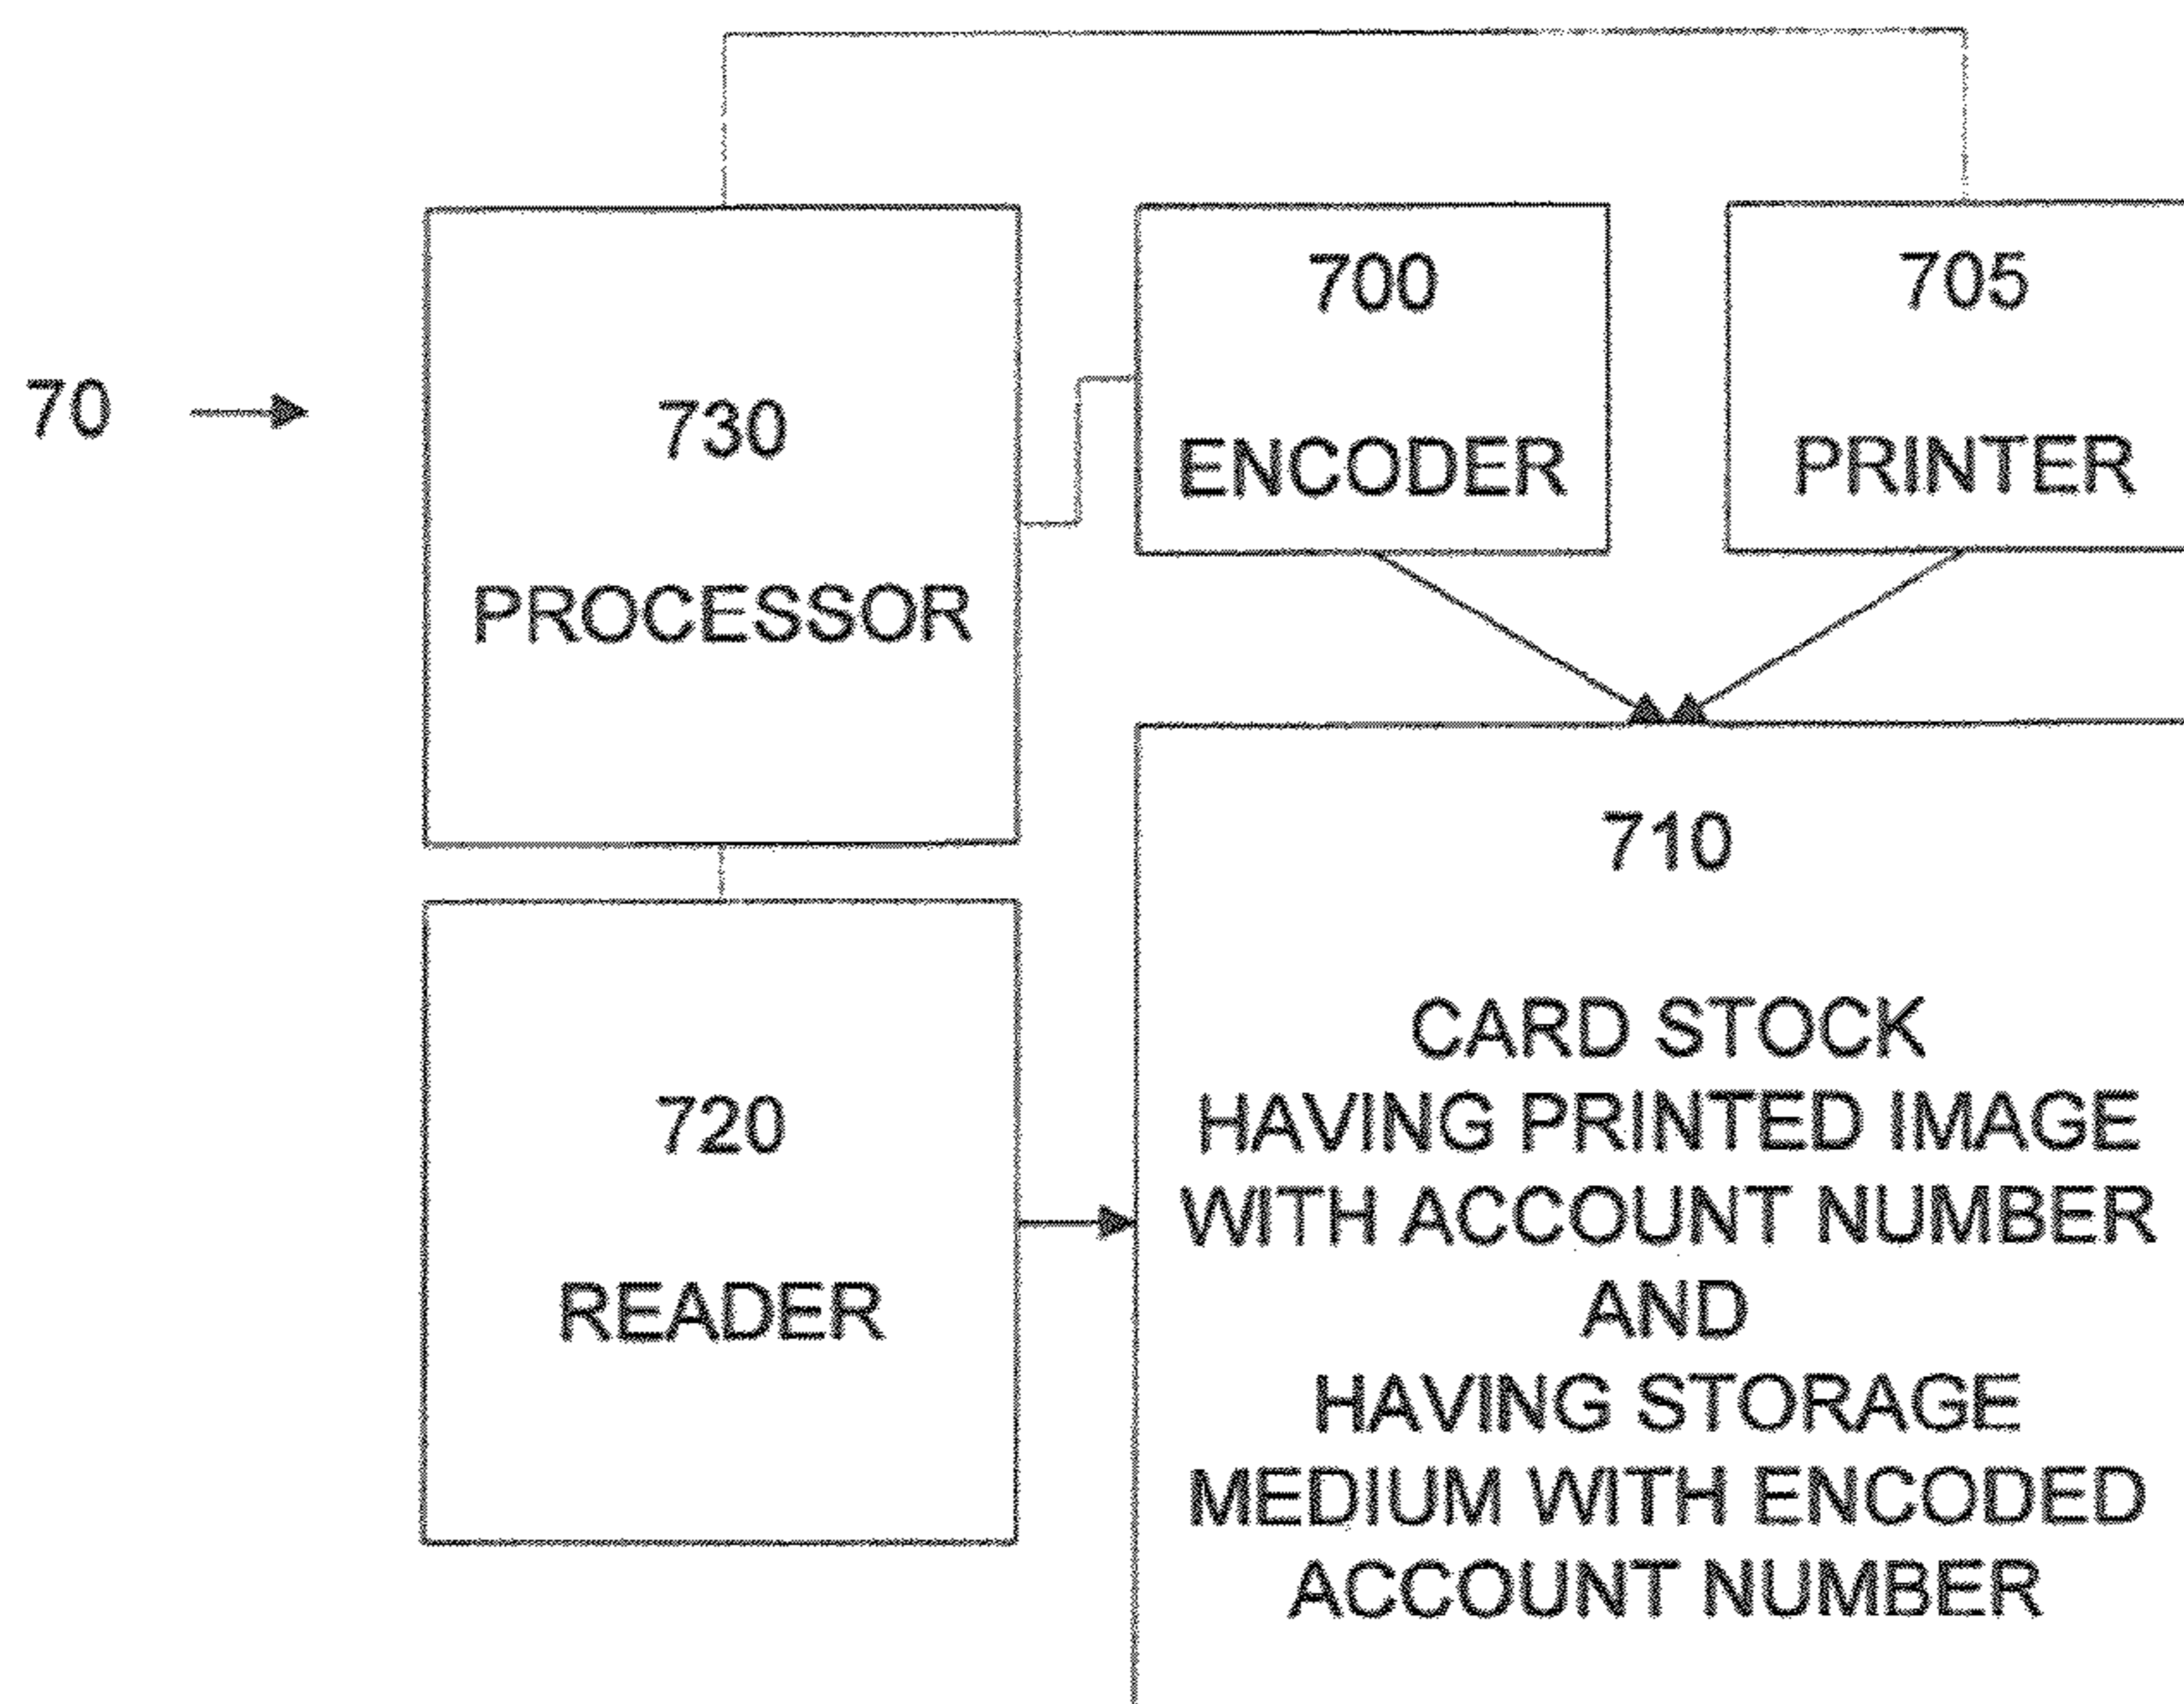 70
730
PROCESSOR
700
ENCODER
705
PRINTER
720
READER
710
CARD STOCK
HAVING PRINTED IMAGE
WITH ACCOUNT NUMBER
AND
HAVING STORAGE
MEDIUM WITH ENCODED
ACCOUNT NUMBER